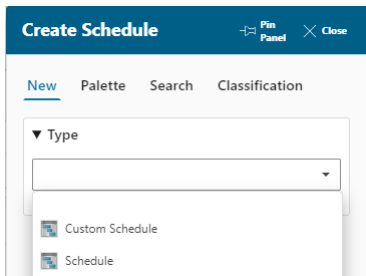 Create Schedule
Pin Panel
Close
New Palette Search Classification
Type
Custom Schedule
Schedule